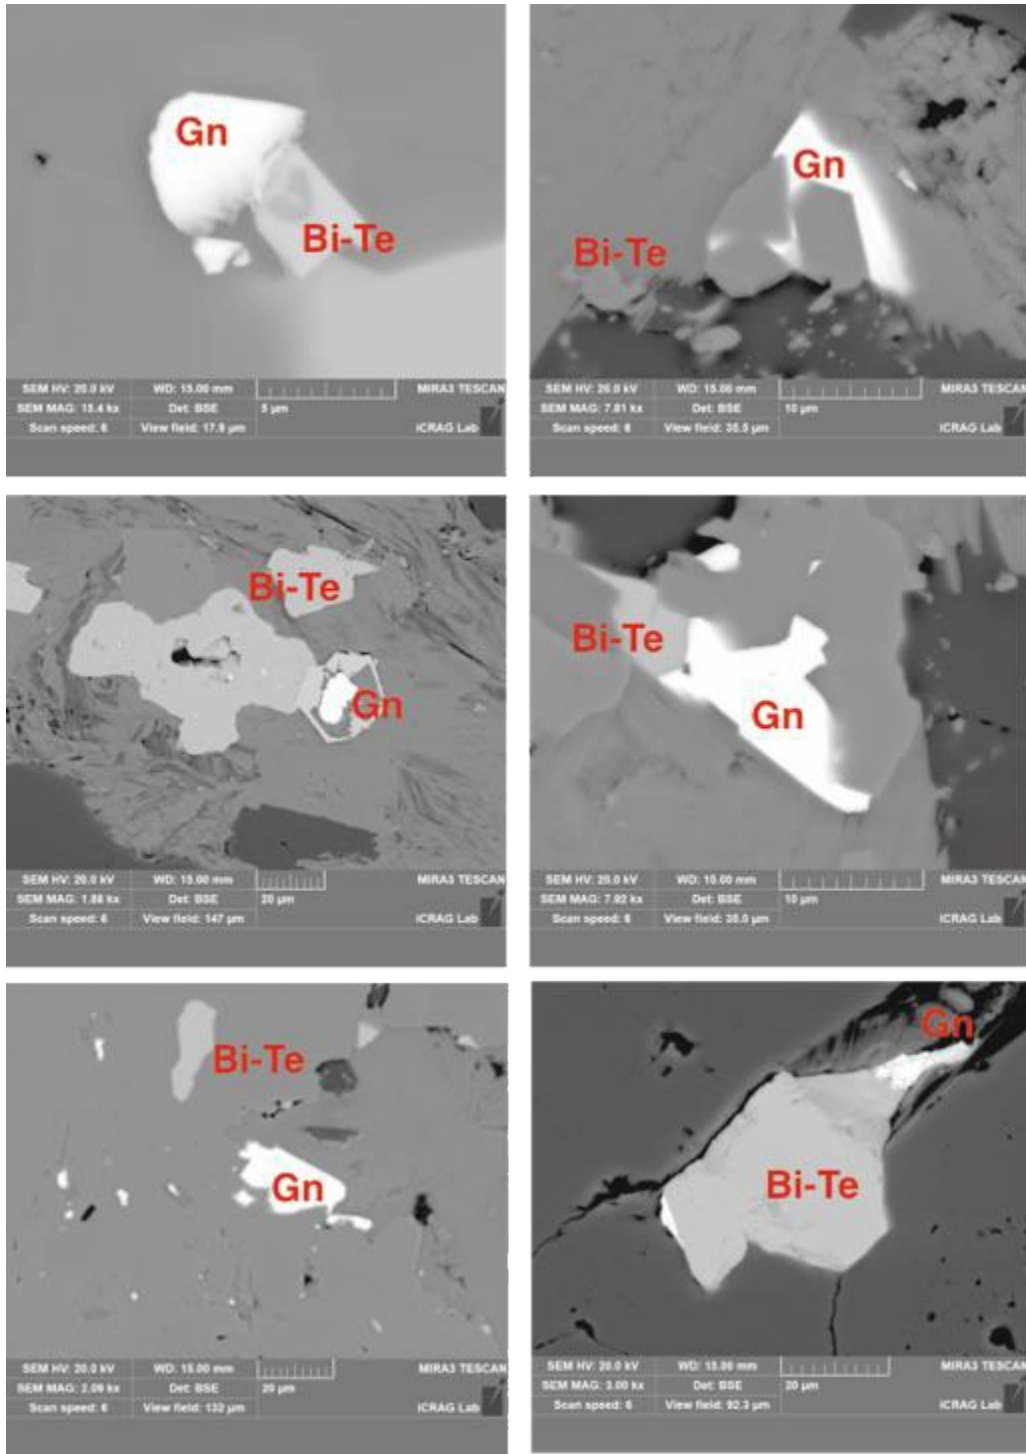 Gn
Bi-Te
SEM HV: 20.0 kV WD: 15.00 mm MIRA3 TESCAN
SEM MAG: 15.4 kx Det: BSE 5 µm
Scan speed: 6 View field: 17.9 µm ICRAG Lab
Gn
Bi-Te
SEM HV: 20.0 kV WD: 15.00 mm MIRA3 TESCAN
SEM MAG: 7.81 kx Det: BSE 10 µm
Scan speed: 6 View field: 35.5 µm ICRAG Lab
Bi-Te
Gn
SEM HV: 20.0 kV WD: 15.00 mm MIRA3 TESCAN
SEM MAG: 1.88 kx Det: BSE 20 µm
Scan speed: 6 View field: 147 µm ICRAG Lab
Bi-Te
Gn
SEM HV: 20.0 kV WD: 15.00 mm MIRA3 TESCAN
SEM MAG: 7.92 kx Det: BSE 10 µm
Scan speed: 6 View field: 35.0 µm ICRAG Lab
Bi-Te
Gn
SEM HV: 20.0 kV WD: 15.00 mm MIRA3 TESCAN
SEM MAG: 2.09 kx Det: BSE 20 µm
Scan speed: 6 View field: 132 µm ICRAG Lab
Gn
Bi-Te
SEM HV: 20.0 kV WD: 15.00 mm MIRA3 TESCAN
SEM MAG: 3.00 kx Det: BSE 20 µm
Scan speed: 6 View field: 92.3 µm ICRAG Lab